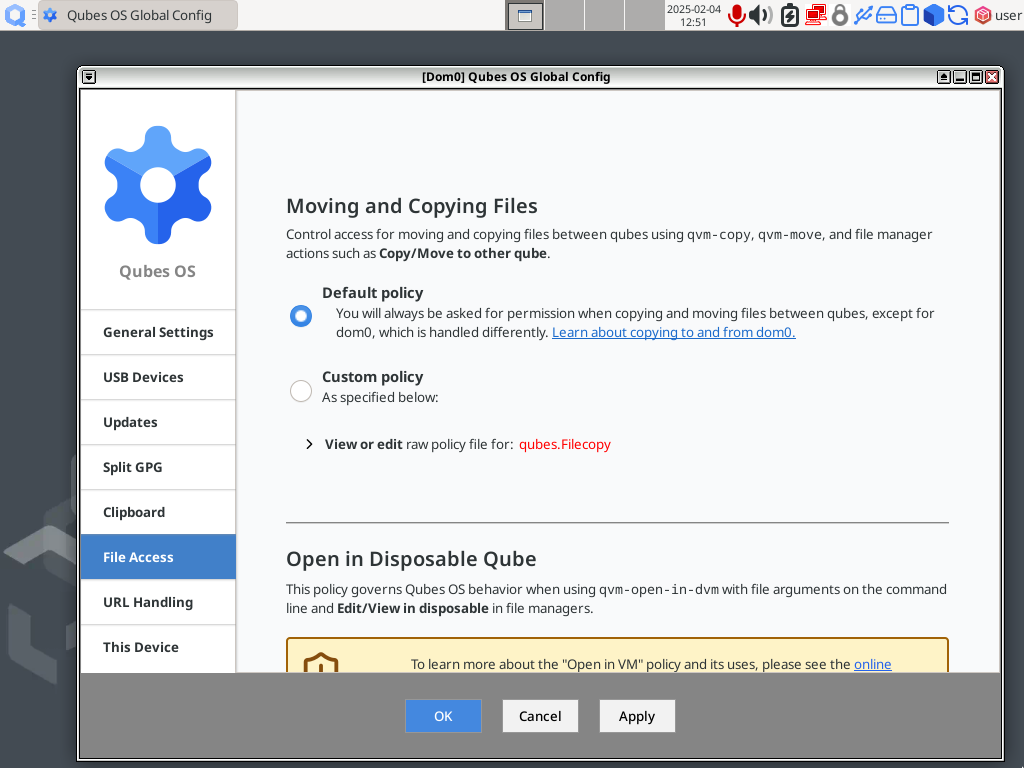 Qubes OS Global Config
2025-02-04
12:51
user
[Dom0] Qubes OS Global Config
Qubes OS
General Settings
USB Devices
Updates
Split GPG
Clipboard
File Access
URL Handling
This Device
Moving and Copying Files
Control access for moving and copying files between qubes using qvm-copy, qvm-move, and file manager
actions such as Copy/Move to other qube.
Default policy
You will always be asked for permission when copying and moving files between qubes, except for
dom0, which is handled differently. Learn about copying to and from dom0.
Custom policy
As specified below:
View or edit raw policy file for: qubes.Filecopy
Open in Disposable Qube
This policy governs Qubes OS behavior when using qvm-open-in-dvm with file arguments on the command
line and Edit/View in disposable in file managers.
To learn more about the "Open in VM" policy and its uses, please see the online
OK
Cancel
Apply